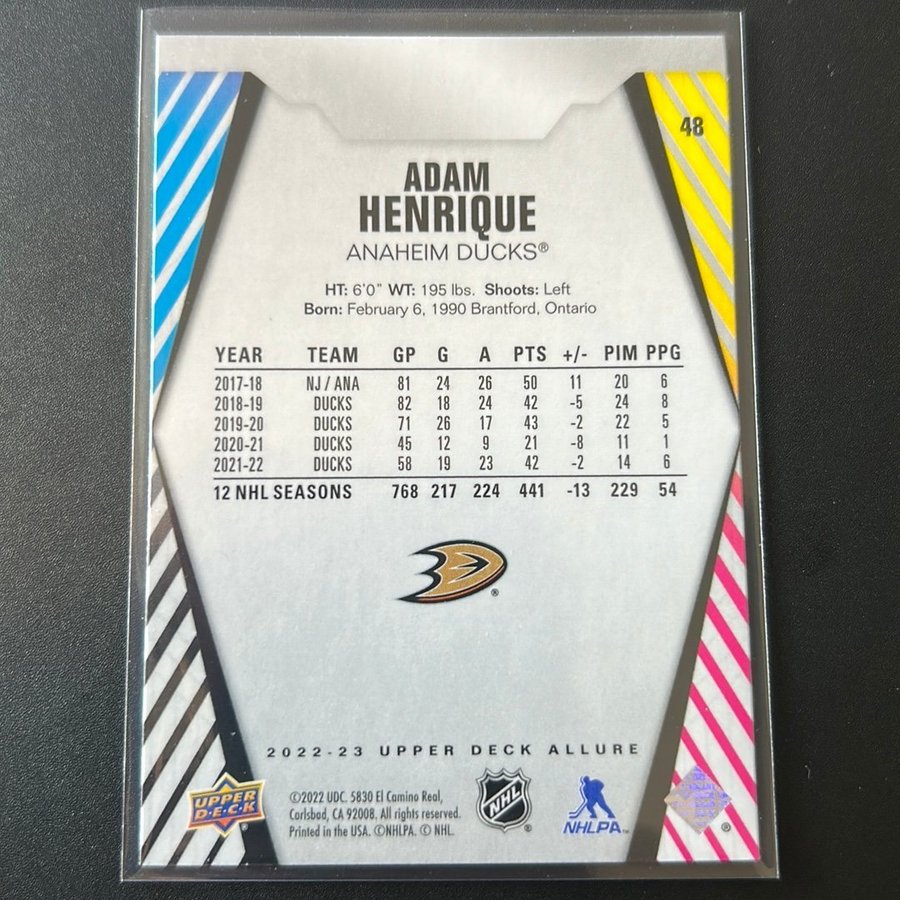 48
ADAM
HENRIQUE
ANAHEIM DUCKS®
HT: 6'0" WT: 195 lbs. Shoots: Left
Born: February 6, 1990 Brantford, Ontario
YEAR TEAM GP G A PTS +/- PIM PPG
2017-18 NJ / ANA 81 24 26 50 11 20 6
2018-19 DUCKS 82 18 24 42 -5 24 8
2019-20 DUCKS 71 26 17 43 -2 22 5
2020-21 DUCKS 45 12 9 21 -8 11 1
2021-22 DUCKS 58 19 23 42 -2 14 6
12 NHL SEASONS 768 217 224 441 -13 229 54
®
2022-23 UPPER DECK ALLURE
UPPER
D·E·C·K
®
©2022 UDC. 5830 El Camino Real,
Carlsbad, CA 92008. All rights reserved.
Printed in the USA. ©NHLPA. © NHL.
NHL
®
NHLPA™
®